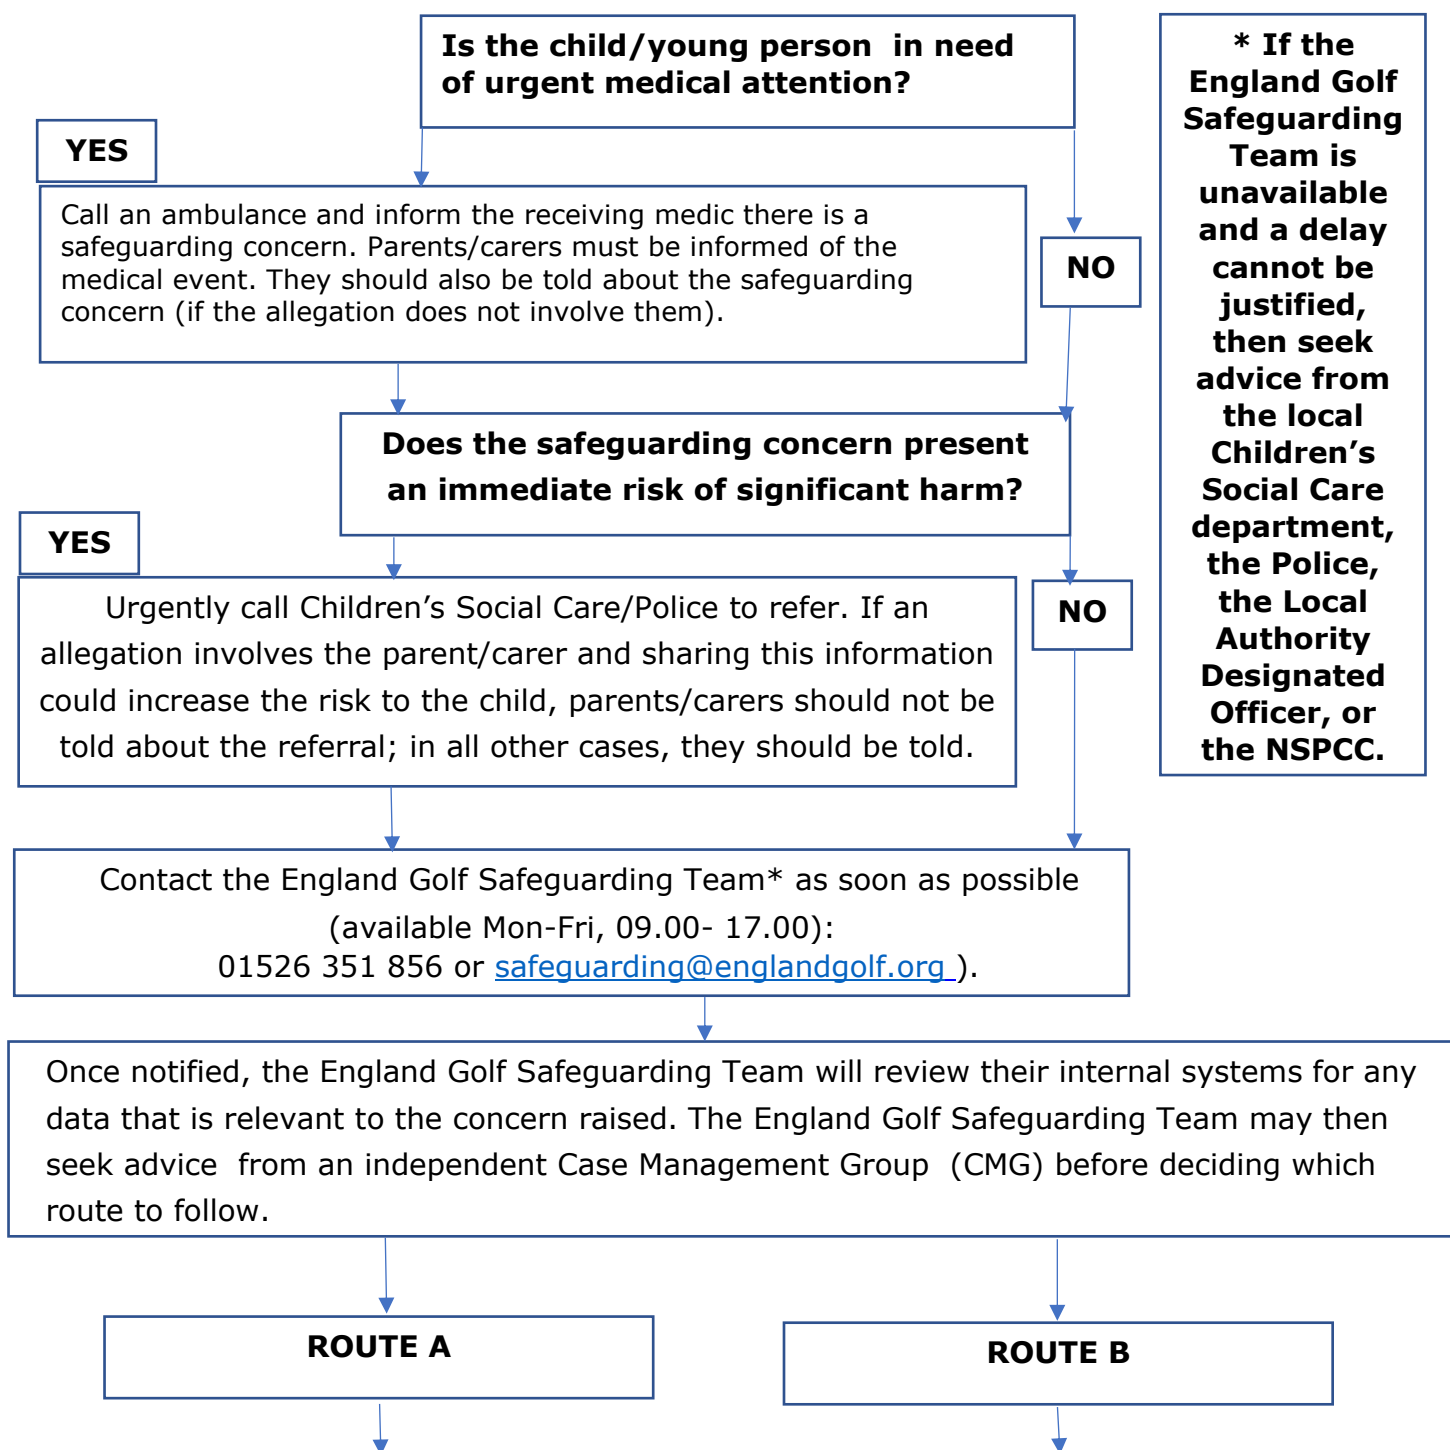 Is the child/young person  in need
of urgent medical attention?
YES
Call an ambulance and inform the receiving medic there is a
safeguarding concern. Parents/carers must be informed of the
medical event. They should also be told about the safeguarding
concern (if the allegation does not involve them).
NO
Does the safeguarding concern present
an immediate risk of significant harm?
YES
Urgently call Children’s Social Care/Police to refer. If an
allegation involves the parent/carer and sharing this information
could increase the risk to the child, parents/carers should not be
told about the referral; in all other cases, they should be told.
NO
Contact the England Golf Safeguarding Team* as soon as possible
(available Mon-Fri, 09.00- 17.00):
01526 351 856 or safeguarding@englandgolf.org ).
Once notified, the England Golf Safeguarding Team will review their internal systems for any
data that is relevant to the concern raised. The England Golf Safeguarding Team may then
seek advice  from an independent Case Management Group  (CMG) before deciding which
route to follow.
ROUTE A
ROUTE B
* If the
England Golf
Safeguarding
Team is
unavailable
and a delay
cannot be
justified,
then seek
advice from
the local
Children’s
Social Care
department,
the Police,
the Local
Authority
Designated
Officer, or
the NSPCC.